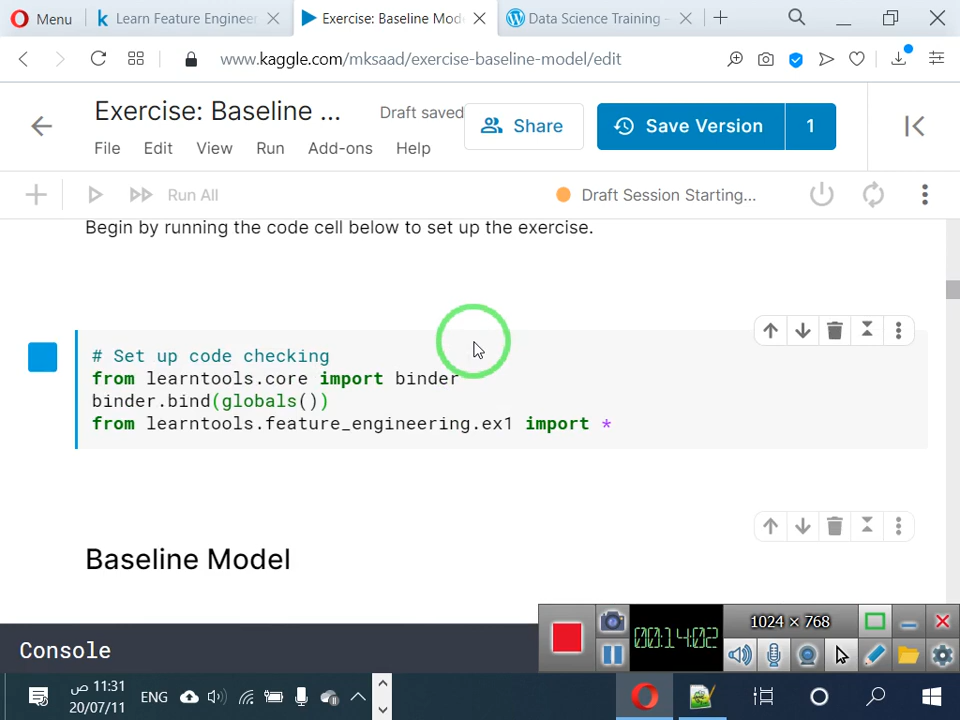 Menu
Learn Feature Engineer
Exercise: Baseline Mode
Data Science Training -
www.kaggle.com/mksaad/exercise-baseline-model/edit
Exercise: Baseline ...
Draft saved
Share
Save Version
1
File Edit View Run Add-ons Help
Run All
Draft Session Starting...
Begin by running the code cell below to set up the exercise.
# Set up code checking
from learntools.core import binder
binder.bind(globals())
from learntools.feature_engineering.ex1 import *
Baseline Model
Console
00:14:02
1024 × 768
11:31 ص
ENG
20/07/11